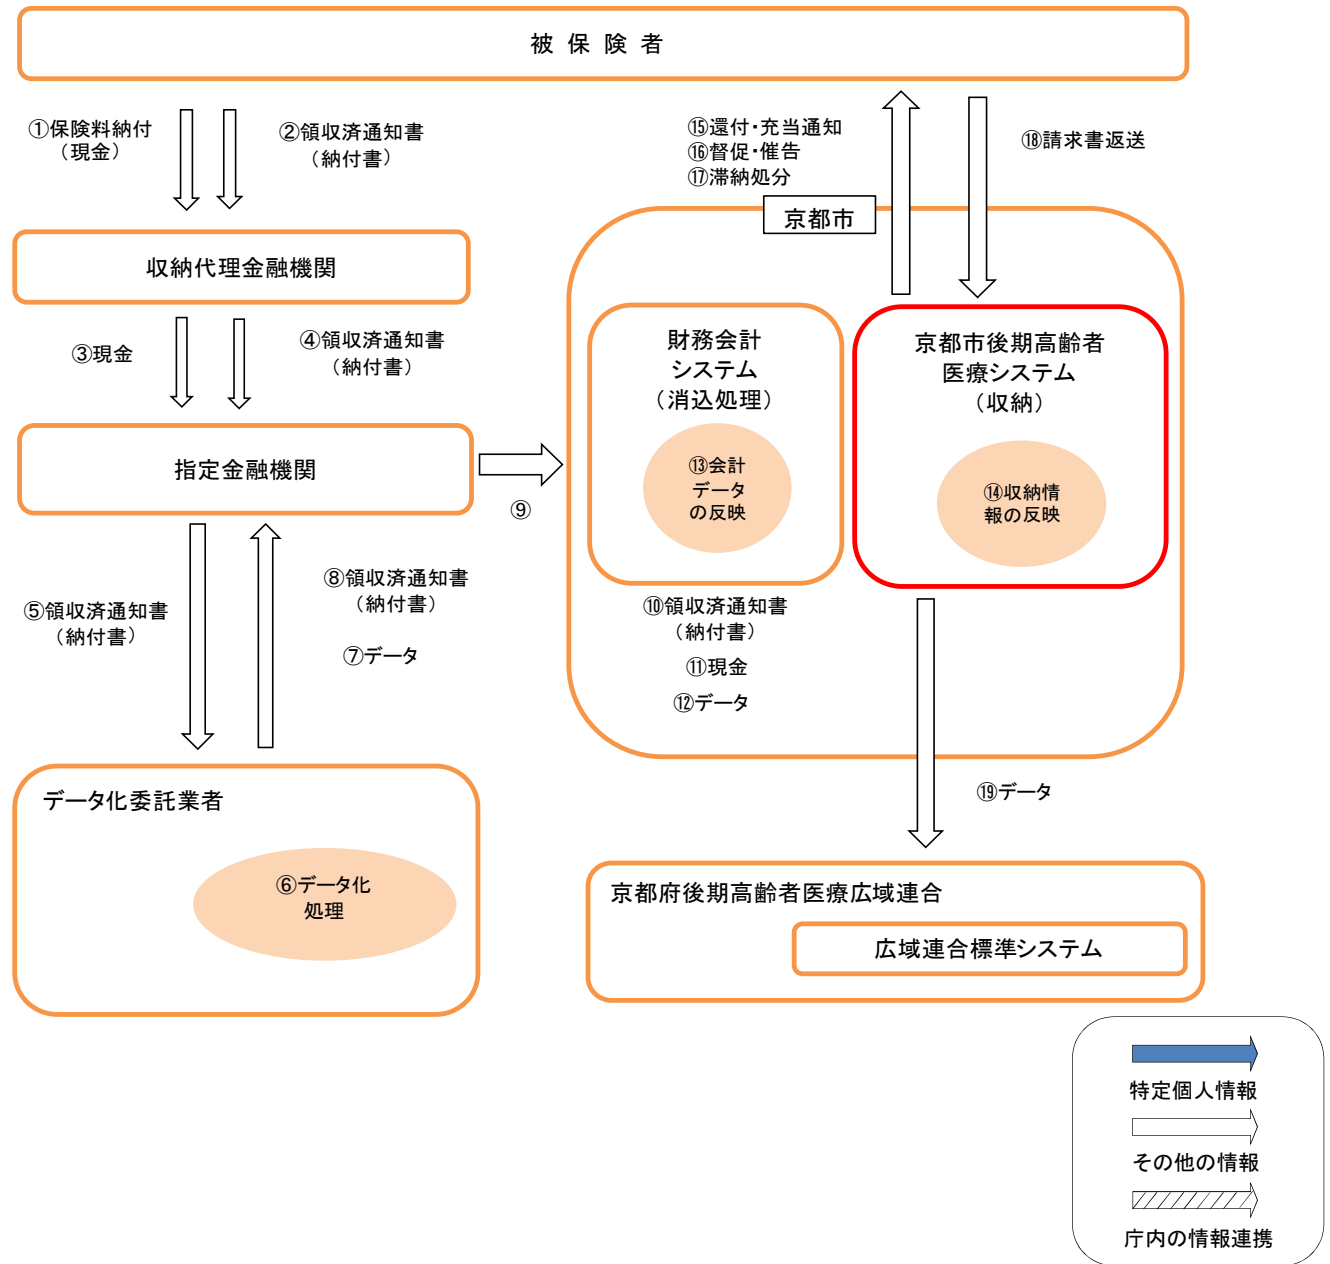 被 保 険 者
①保険料納付
（現金）
②領収済通知書
（納付書）
⑮還付・充当通知
⑯督促・催告
⑰滞納処分
⑱請求書返送
京都市
収納代理金融機関
③現金
④領収済通知書
（納付書）
財務会計
システム
（消込処理）
京都市後期高齢者
医療システム
（収納）
指定金融機関
⑨
⑬会計
データ
の反映
⑭収納情
報の反映
⑤領収済通知書
（納付書）
⑧領収済通知書
（納付書）
⑦データ
⑩領収済通知書
（納付書）
⑪現金
⑫データ
データ化委託業者
⑥データ化
処理
⑲データ
京都府後期高齢者医療広域連合
広域連合標準システム
特定個人情報
その他の情報
庁内の情報連携